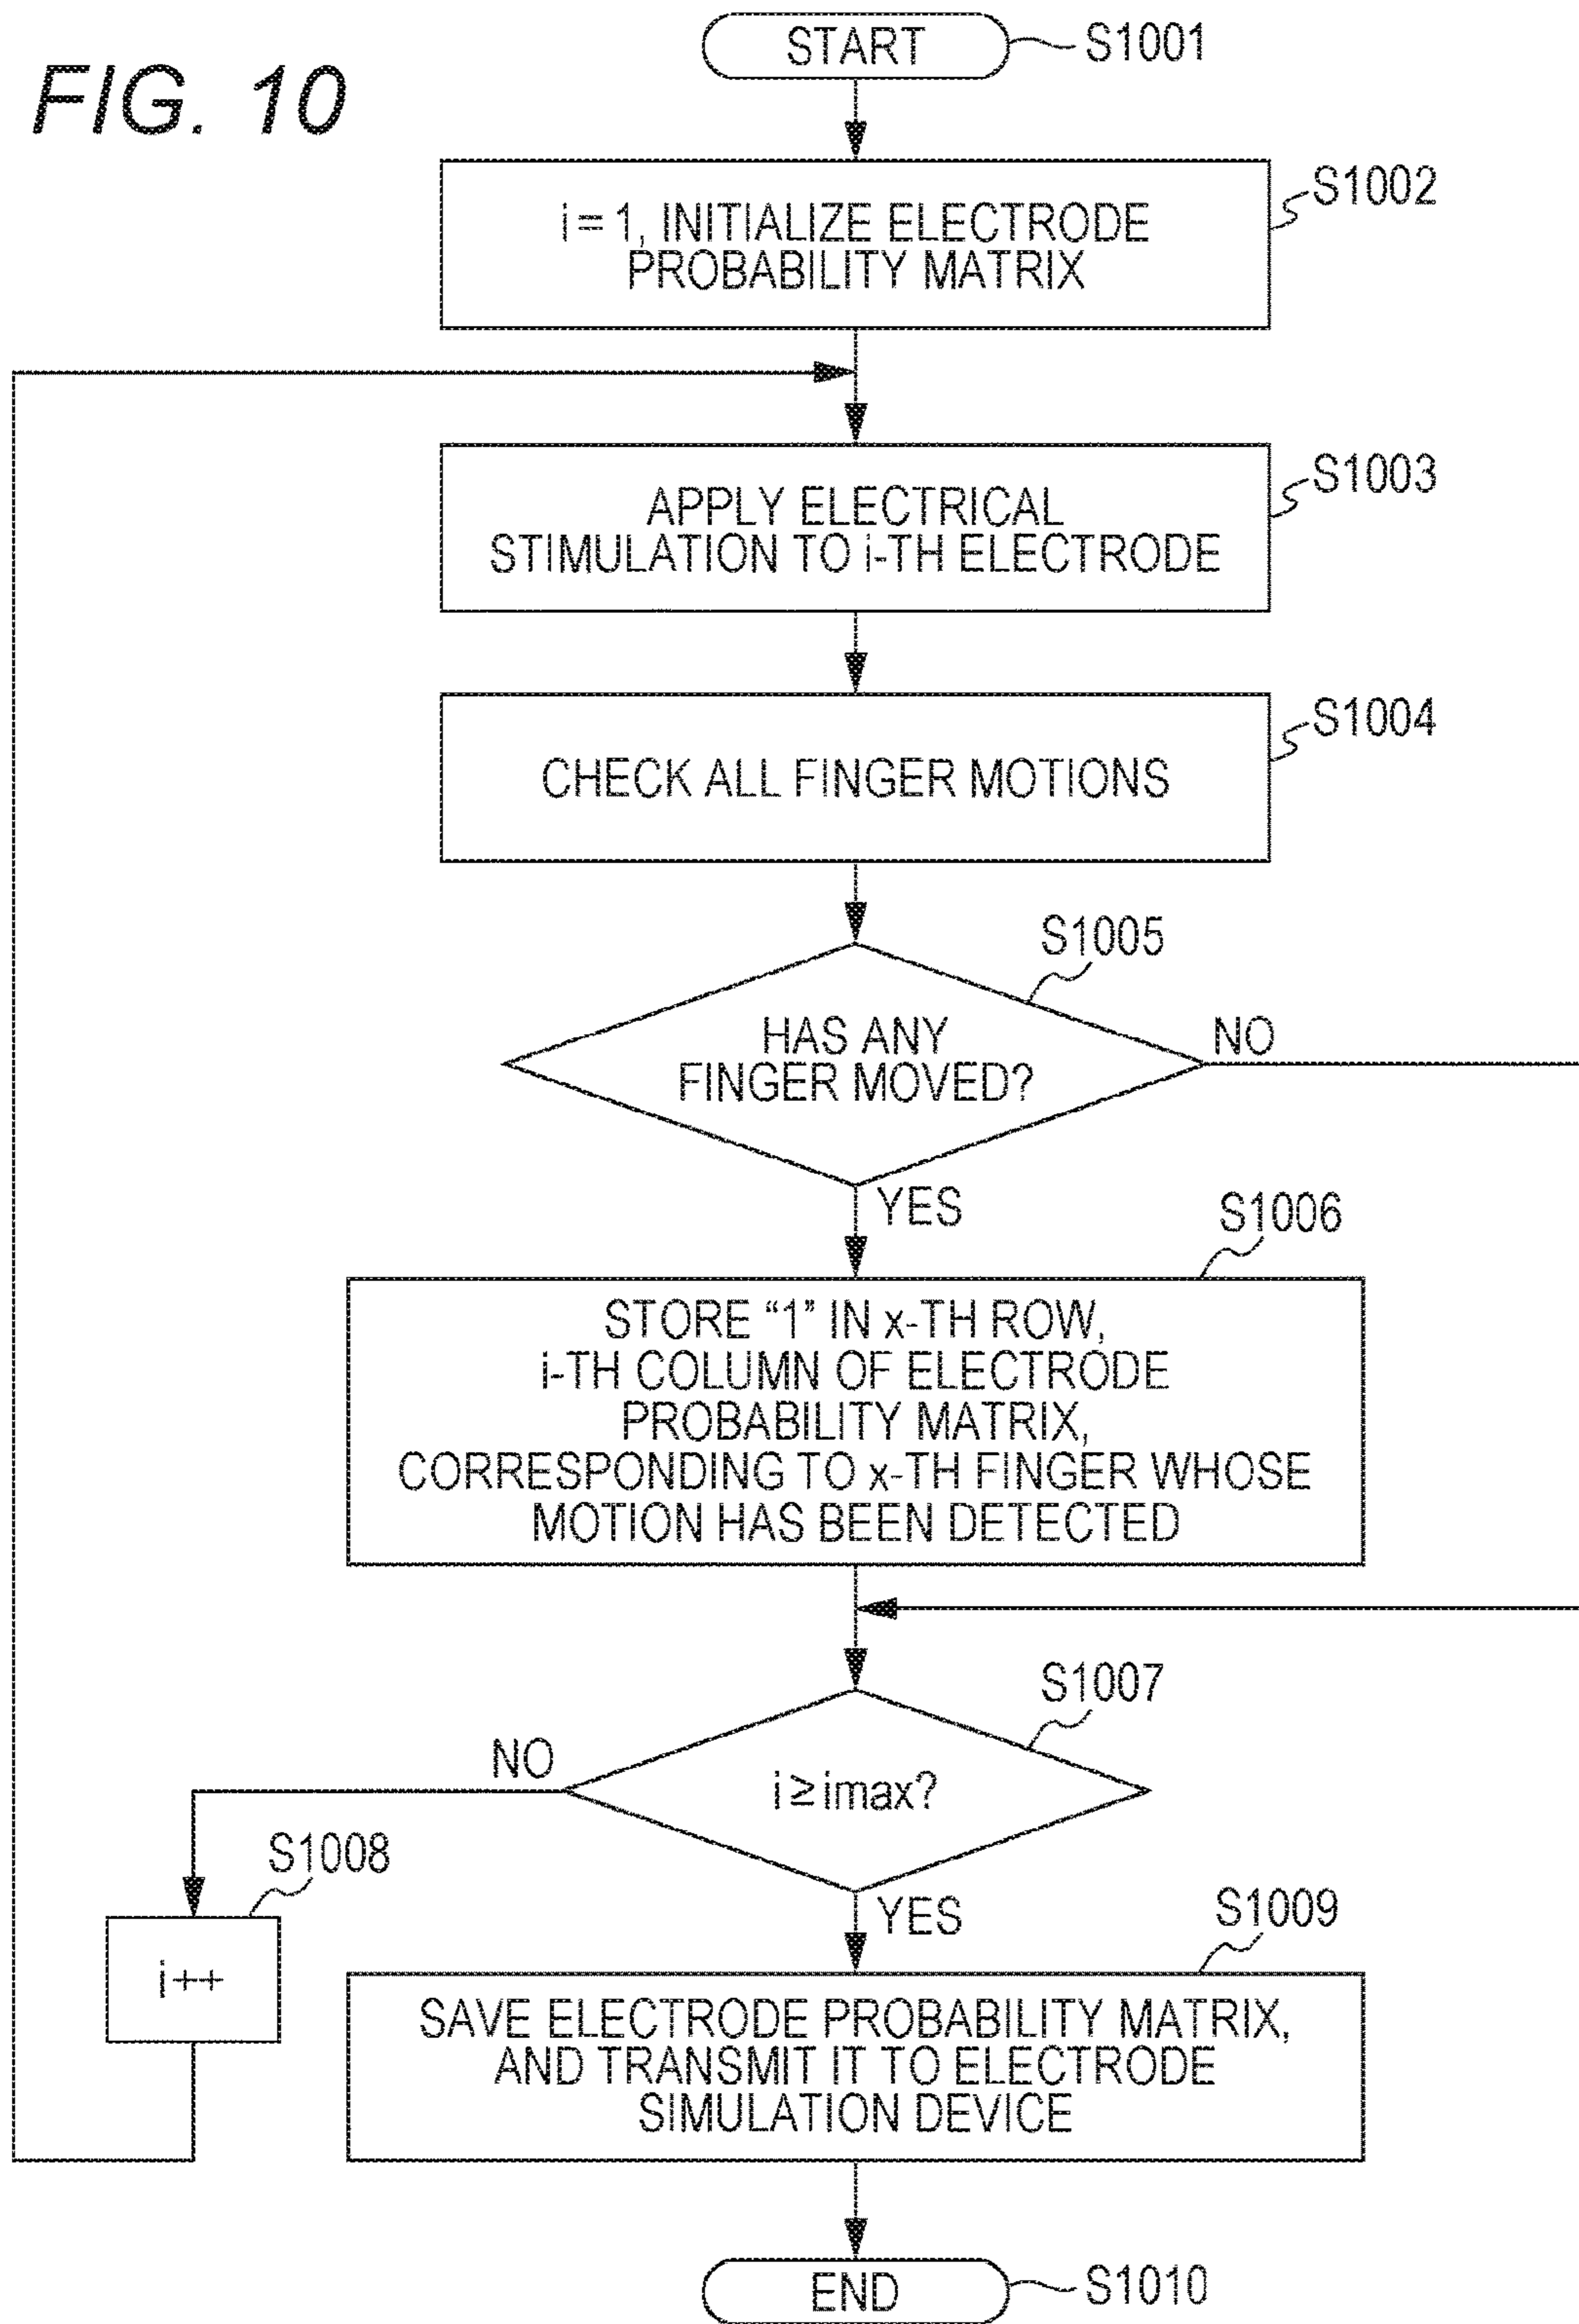 FIG. 10
START
S1001
S1002
i = 1, INITIALIZE ELECTRODE
PROBABILITY MATRIX
S1003
APPLY ELECTRICAL
STIMULATION TO i-TH ELECTRODE
S1004
CHECK ALL FINGER MOTIONS
S1005
HAS ANY
FINGER MOVED?
NO
YES
S1006
STORE “1” IN x-TH ROW,
i-TH COLUMN OF ELECTRODE
PROBABILITY MATRIX,
CORRESPONDING TO x-TH FINGER WHOSE
MOTION HAS BEEN DETECTED
S1007
NO
i ≥ imax?
S1008
YES
S1009
i ++
SAVE ELECTRODE PROBABILITY MATRIX,
AND TRANSMIT IT TO ELECTRODE
SIMULATION DEVICE
END
S1010